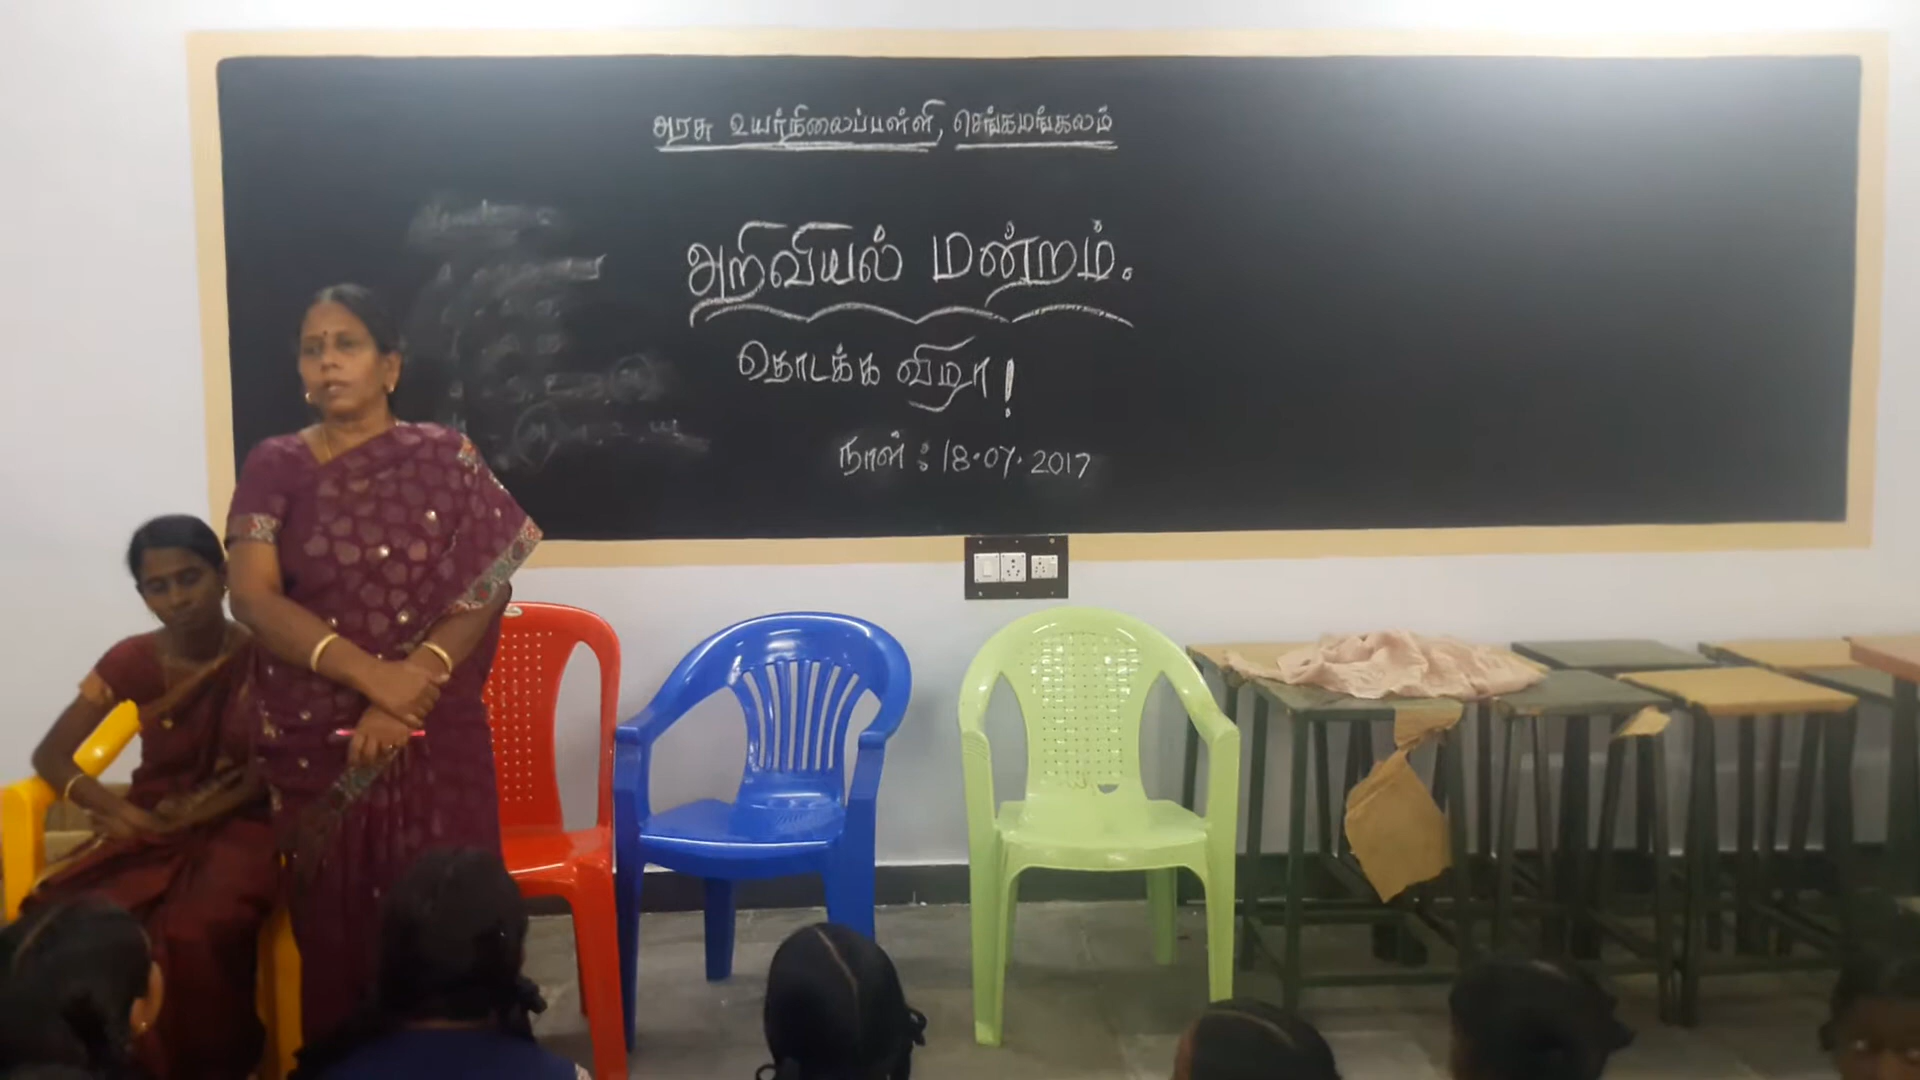 அரசு உயர்நிலைப்பள்ளி, செங்கமங்கலம்
அறிவியல் மன்றம்.
தொடக்க விழா!
நாள் : 18.07.2017